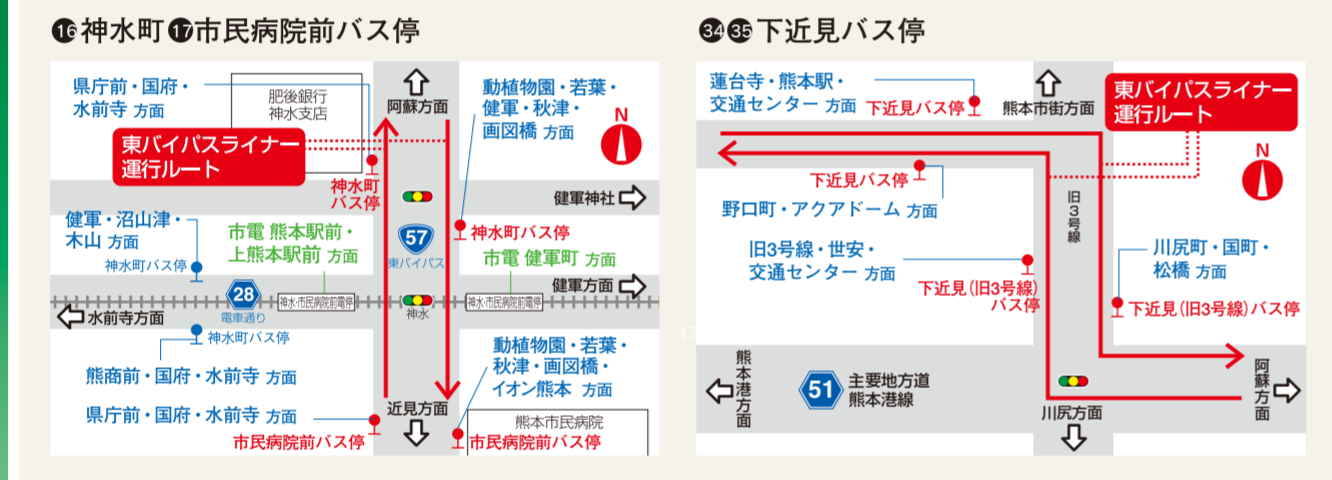 ⓰神水町⓱市民病院前バス停
県庁前・国府・
水前寺 方面
肥後銀行
神水支店
阿蘇方面
動植物園・若葉・
健軍・秋津・
画図橋 方面
N
東バイパスライナー
運行ルート
神水町
バス停
健軍神社
健軍・沼山津・
木山 方面
神水町バス停
市電 熊本駅前・
上熊本駅前 方面
57
東バイパス
神水町バス停
市電 健軍町 方面
健軍方面
28
電車通り
神水・市民病院前電停
神水
神水・市民病院前電停
水前寺方面
神水町バス停
熊商前・国府・水前寺 方面
動植物園・若葉・
秋津・画図橋・
イオン熊本 方面
県庁前・国府・水前寺 方面
市民病院前バス停
近見方面
熊本市民病院
市民病院前バス停
17
㉞㉟下近見バス停
蓮台寺・熊本駅・
交通センター 方面
下近見バス停
熊本市街方面
東バイパスライナー
運行ルート
N
下近見バス停
野口町・アクアドーム 方面
旧3号線
旧3号線・世安・
交通センター 方面
下近見(旧3号線)
バス停
川尻町・国町・
松橋 方面
下近見(旧3号線)バス停
熊本港方面
51
主要地方道
熊本港線
川尻方面
阿蘇方面